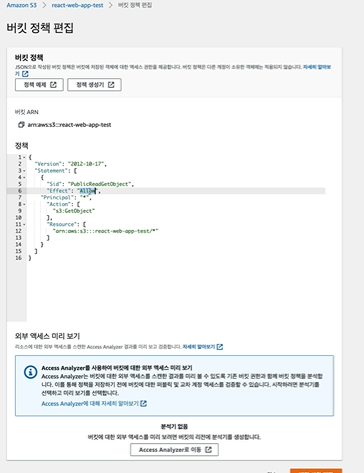 Amazon S3 > react-web-app-test > 버킷 정책 편집
버킷 정책 편집
버킷 정책
JSON으로 작성된 버킷 정책은 버킷에 저장된 객체에 대한 액세스 권한을 제공합니다. 버킷 정책은 다른 계정이 소유한 객체에는 적용되지 않습니다. 자세히 알아보
기
정책 예제
정책 생성기
버킷 ARN
arn:aws:s3:::react-web-app-test
정책
1 {
2 "Version": "2012-10-17",
3 "Statement": [
4 {
5 "Sid": "PublicReadGetObject",
6 "Effect": "Allow",
7 "Principal": "*",
8 "Action": [
9 "s3:GetObject"
10 ],
11 "Resource": [
12 "arn:aws:s3:::react-web-app-test/*"
13 ]
14 }
15 ]
16 }
외부 액세스 미리 보기
리소스에 대한 외부 액세스를 스캔한 Access Analyzer 결과를 미리 보고 검증합니다. 자세히 알아보기
Access Analyzer를 사용하여 버킷에 대한 외부 액세스 미리 보기
Access Analyzer는 버킷에 대한 외부 액세스를 스캔한 결과를 미리 볼 수 있도록 기존 버킷 권한과 함께 버킷 정책을 분석합니
다. 이를 통해 정책을 저장하기 전에 버킷에 대한 퍼블릭 및 교차 계정 액세스를 검증할 수 있습니다. 시작하려면 분석기를
선택하고 미리 보기를 선택합니다.
Access Analyzer에 대해 자세히 알아보기
분석기 없음
버킷에 대한 외부 액세스를 미리 보려면 버킷의 리전에 분석기를 생성합니다.
Access Analyzer로 이동